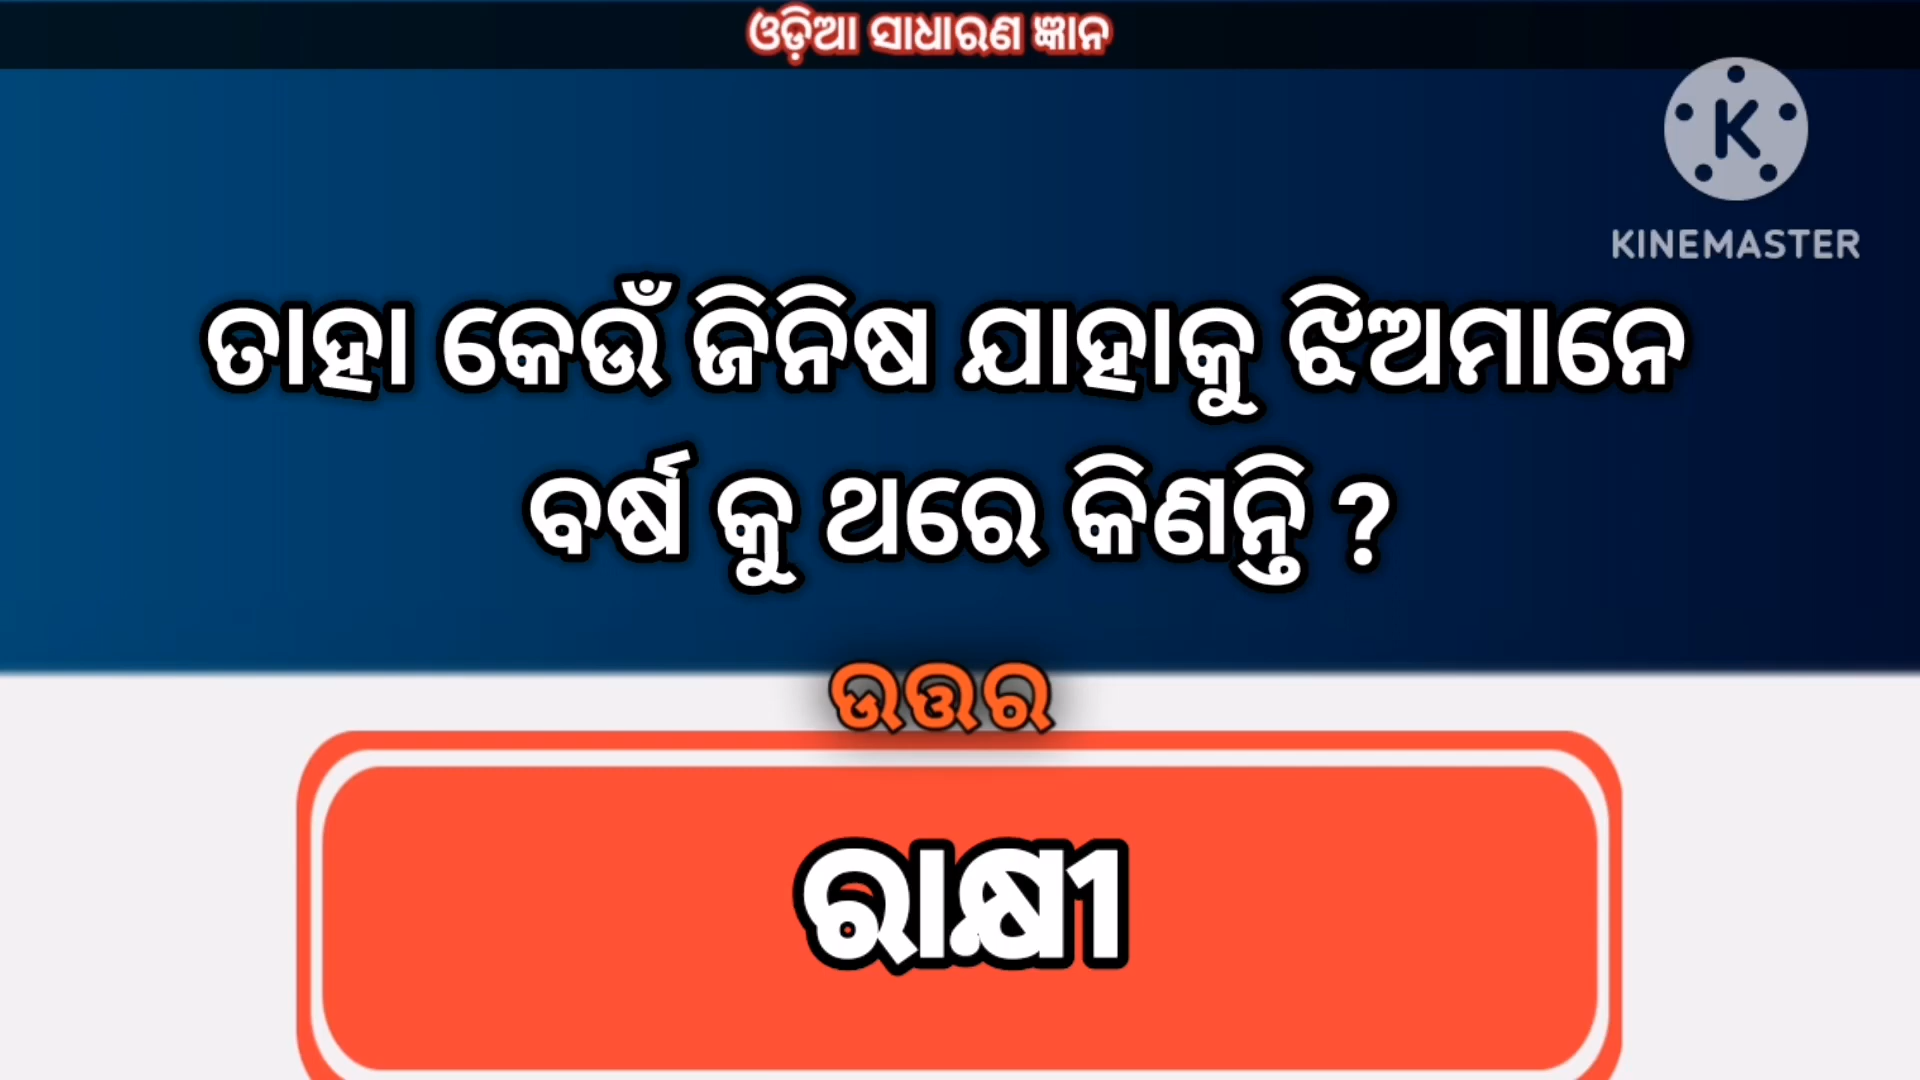 ଓଡ଼ିଆ ସାଧାରଣ ଜ୍ଞାନ
KINEMASTER
ତାହା କେଉଁ ଜିନିଷ ଯାହାକୁ ଝିଅମାନେ
ବର୍ଷ କୁ ଥରେ କିଣନ୍ତି ?
ଉତ୍ତର
ରାକ୍ଷୀ